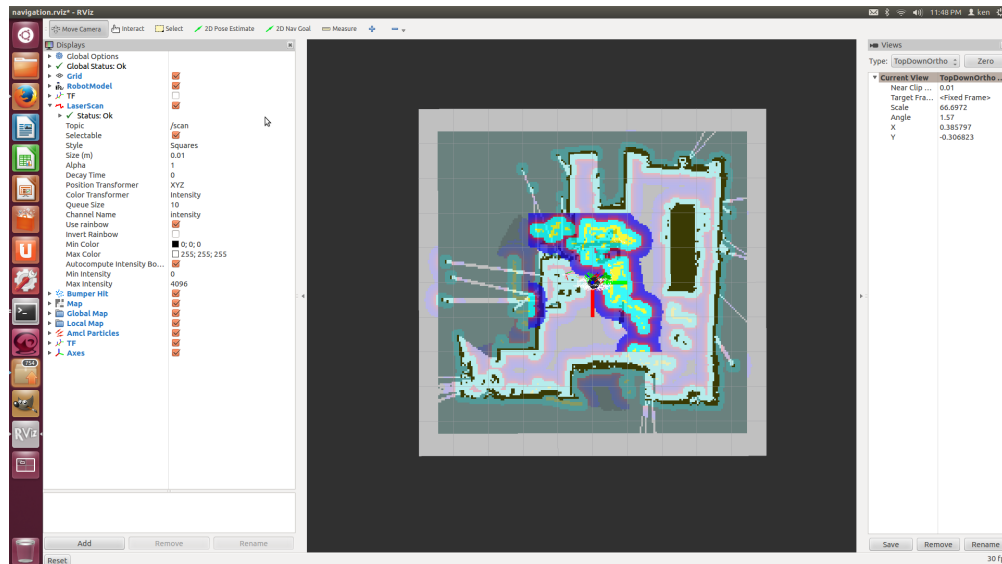 navigation.rviz* - RViz
11:48 PM
ken
Move Camera
Interact
Select
2D Pose Estimate
2D Nav Goal
Measure
Displays
Global Options
Global Status: Ok
Grid
RobotModel
TF
LaserScan
Status: Ok
Topic /scan
Selectable
Style Squares
Size (m) 0.01
Alpha 1
Decay Time 0
Position Transformer XYZ
Color Transformer Intensity
Queue Size 10
Channel Name intensity
Use rainbow
Invert Rainbow
Min Color 0; 0; 0
Max Color 255; 255; 255
Autocompute Intensity Bo...
Min Intensity 0
Max Intensity 4096
Bumper Hit
Map
Global Map
Local Map
Amcl Particles
TF
Axes
Add
Remove
Rename
Reset
Views
Type: TopDownOrtho
Zero
Current View TopDownOrtho ...
Near Clip ... 0.01
Target Fra... <Fixed Frame>
Scale 66.6972
Angle 1.57
X 0.385797
Y -0.306823
Save
Remove
Rename
30 fp
754
RViz